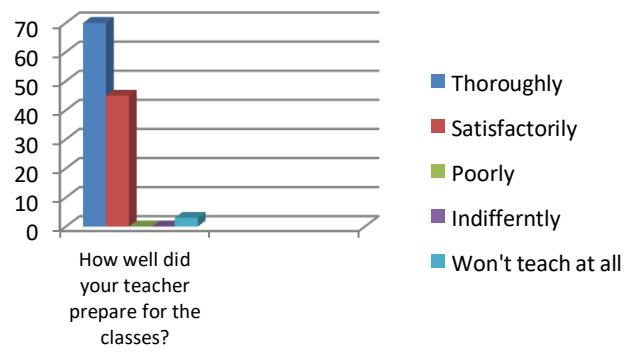 70
60
50
40
30
20
10
0
How well did
your teacher
prepare for the
classes?
Thoroughly
Satisfactorily
Poorly
Indifferntly
Won't teach at all